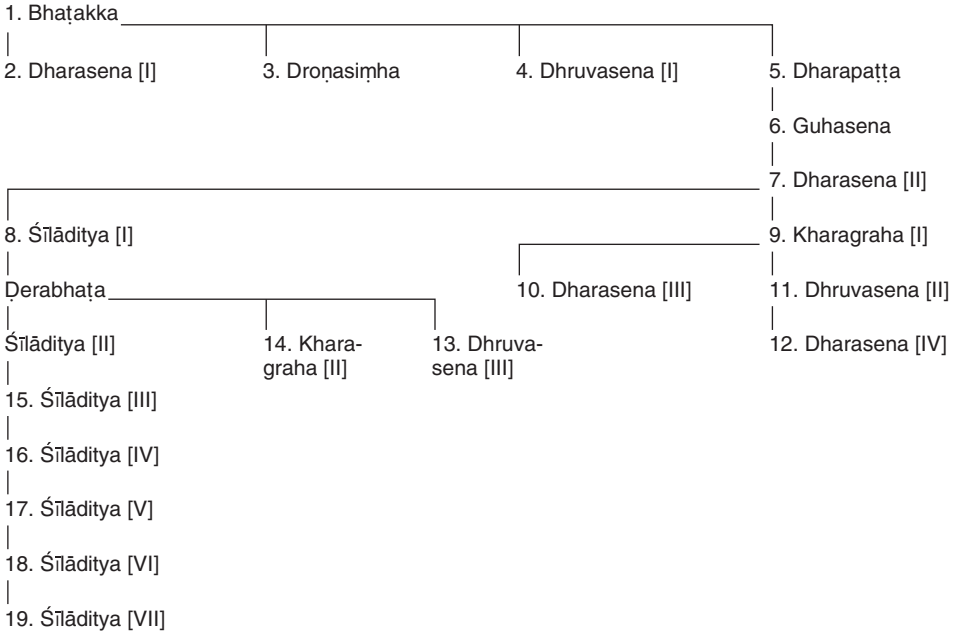 1. Bhaṭakka
2. Dharasena [I]
3. Droṇasiṃha
4. Dhruvasena [I]
5. Dharapaṭṭa
6. Guhasena
7. Dharasena [II]
8. Śīlāditya [I]
9. Kharagraha [I]
10. Dharasena [III]
Ḍerabhaṭa
11. Dhruvasena [II]
Śīlāditya [II]
14. Khara-
graha [II]
13. Dhruva-
sena [III]
12. Dharasena [IV]
15. Śīlāditya [III]
16. Śīlāditya [IV]
17. Śīlāditya [V]
18. Śīlāditya [VI]
19. Śīlāditya [VII]